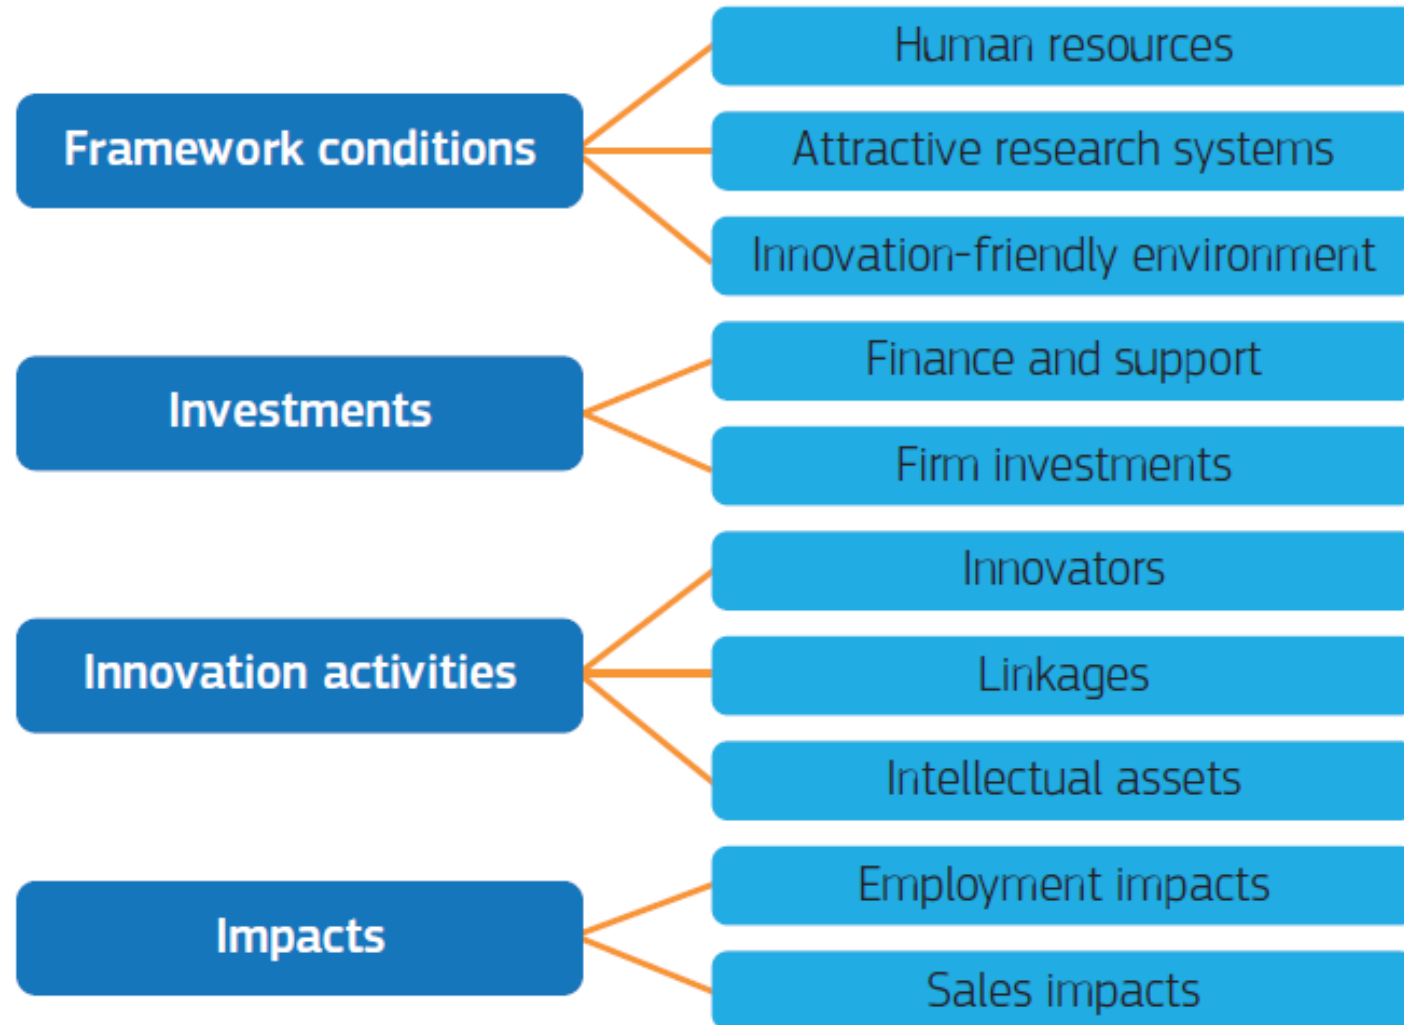 Framework conditions
Human resources
Attractive research systems
Innovation-friendly environment
Investments
Finance and support
Firm investments
Innovation activities
Innovators
Linkages
Intellectual assets
Impacts
Employment impacts
Sales impacts